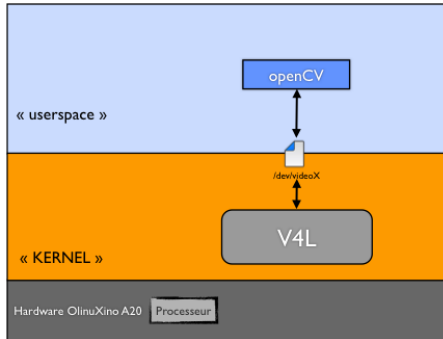 openCV
« userspace »
/dev/videoX
V4L
« KERNEL »
Hardware OlinuXino A20
Processeur